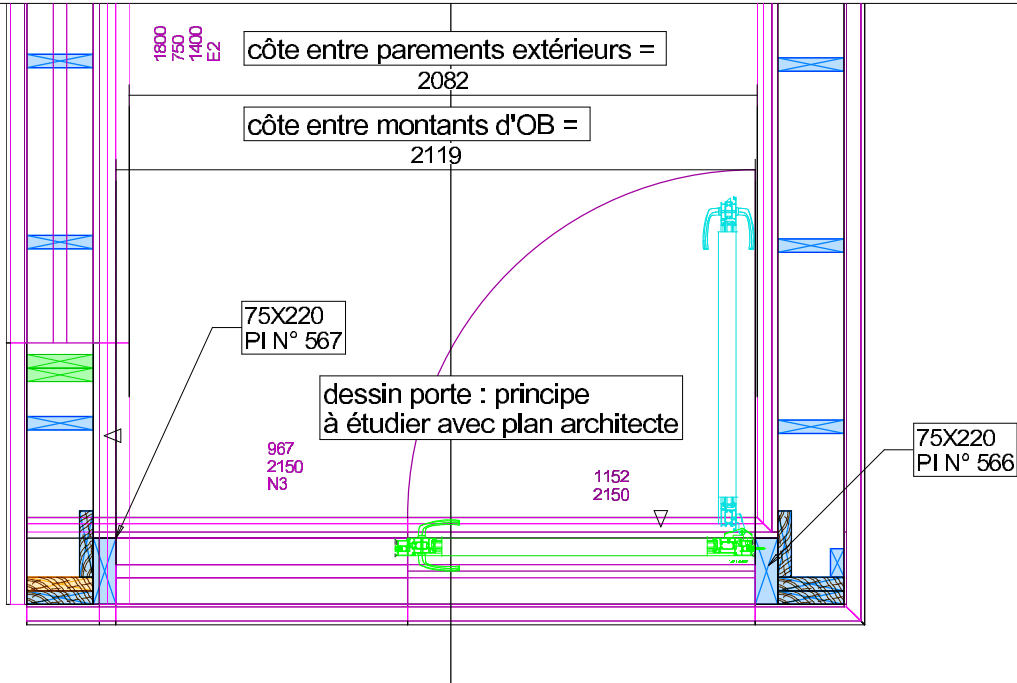 1800
750
1400
E2
côte entre parements extérieurs =
2082
côte entre montants d'OB =
2119
75X220
PI N° 567
dessin porte : principe
à étudier avec plan architecte
967
2150
N3
1152
2150
75X220
PI N° 566